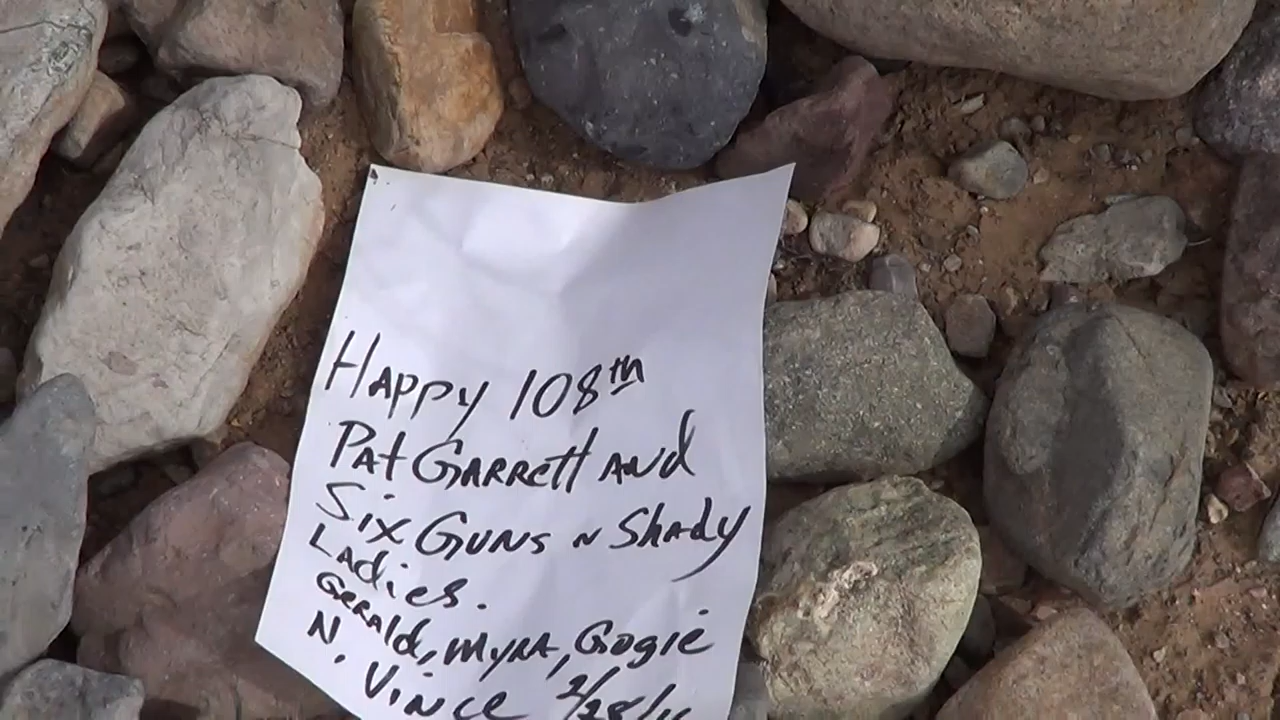 Happy 108th
Pat Garrett and
Six Guns n Shady
Ladies.
Gerald, Myra, Gogie
N. Vince